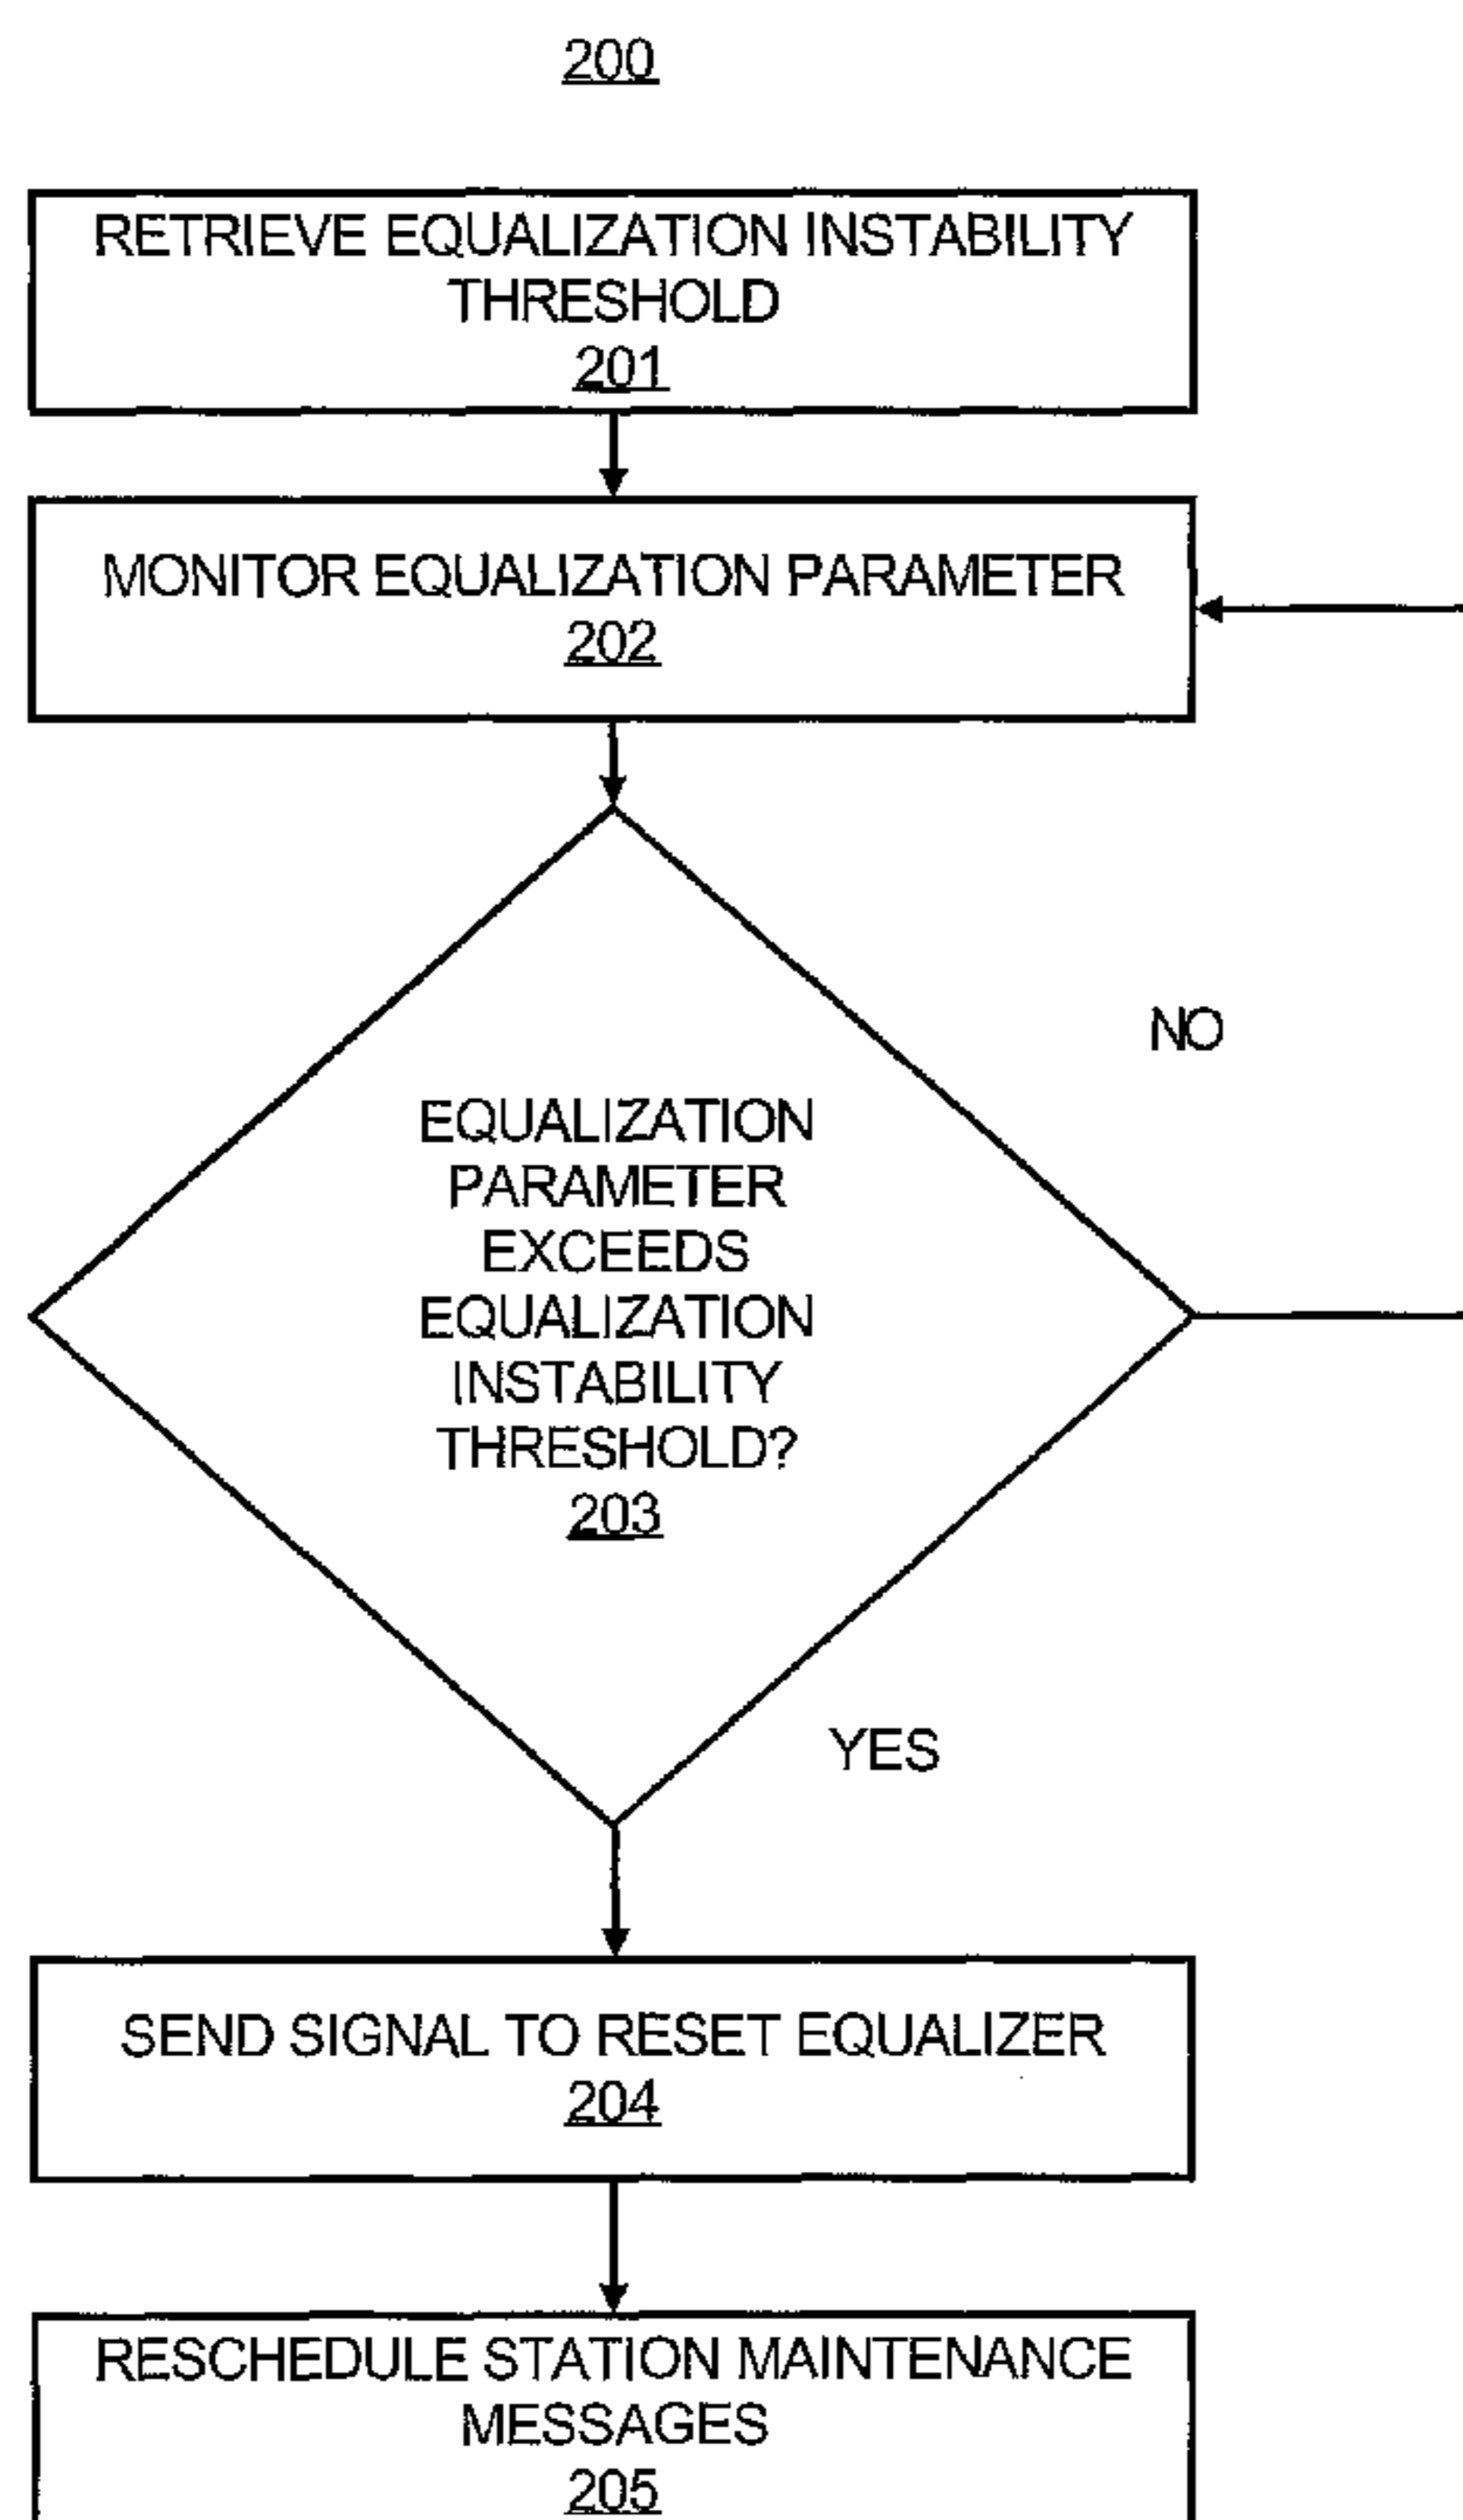 200
RETRIEVE EQUALIZATION INSTABILITY
THRESHOLD
201
MONITOR EQUALIZATION PARAMETER
202
NO
EQUALIZATION
PARAMETER
EXCEEDS
EQUALIZATION
INSTABILITY
THRESHOLD?
203
YES
SEND SIGNAL TO RESET EQUALIZER
204
RESCHEDULE STATION MAINTENANCE
MESSAGES
205